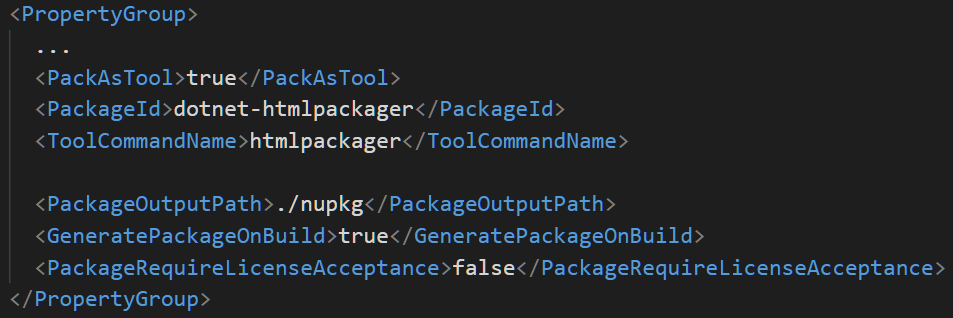 <PropertyGroup>
...
<PackAsTool>true</PackAsTool>
<PackageId>dotnet-htmlpackager</PackageId>
<ToolCommandName>htmlpackager</ToolCommandName>
<PackageOutputPath>./nupkg</PackageOutputPath>
<GeneratePackageOnBuild>true</GeneratePackageOnBuild>
<PackageRequireLicenseAcceptance>false</PackageRequireLicenseAcceptance>
</PropertyGroup>